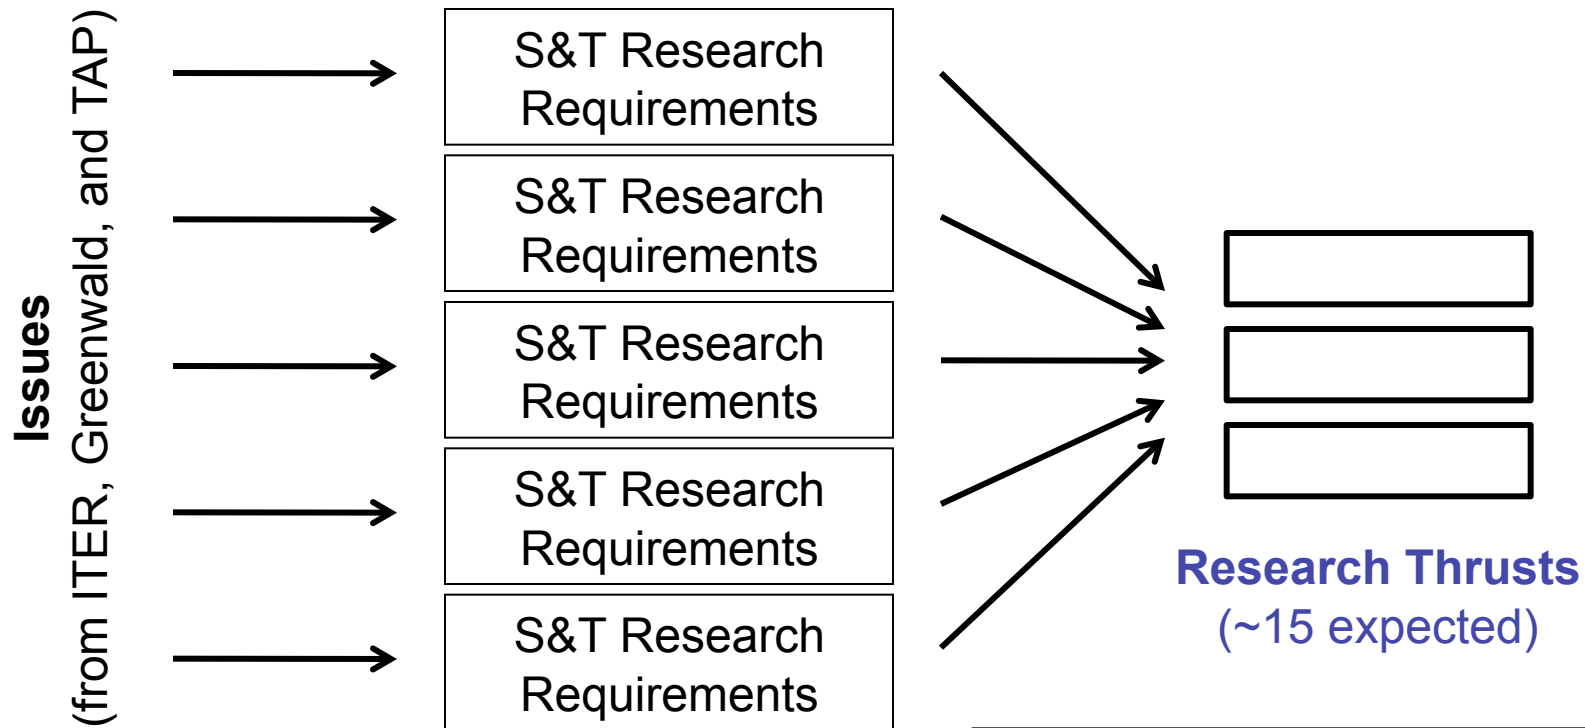 Issues
(from ITER, Greenwald, and TAP)
S&T Research
Requirements
S&T Research
Requirements
S&T Research
Requirements
S&T Research
Requirements
S&T Research
Requirements
Research Thrusts
(~15 expected)